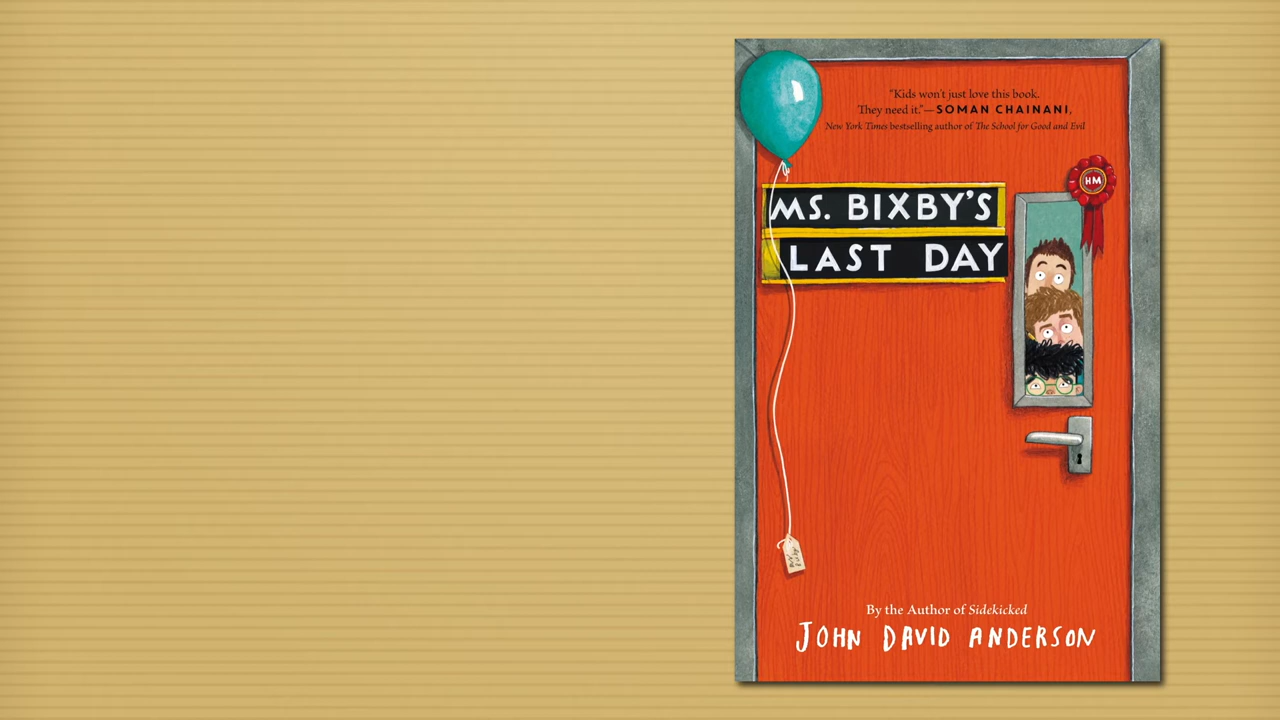 “Kids won't just love this book.
They need it.”—SOMAN CHAINANI,
New York Times bestselling author of The School for Good and Evil
HM
MS. BIXBY'S
LAST DAY
By the Author of Sidekicked
JOHN DAVID ANDERSON